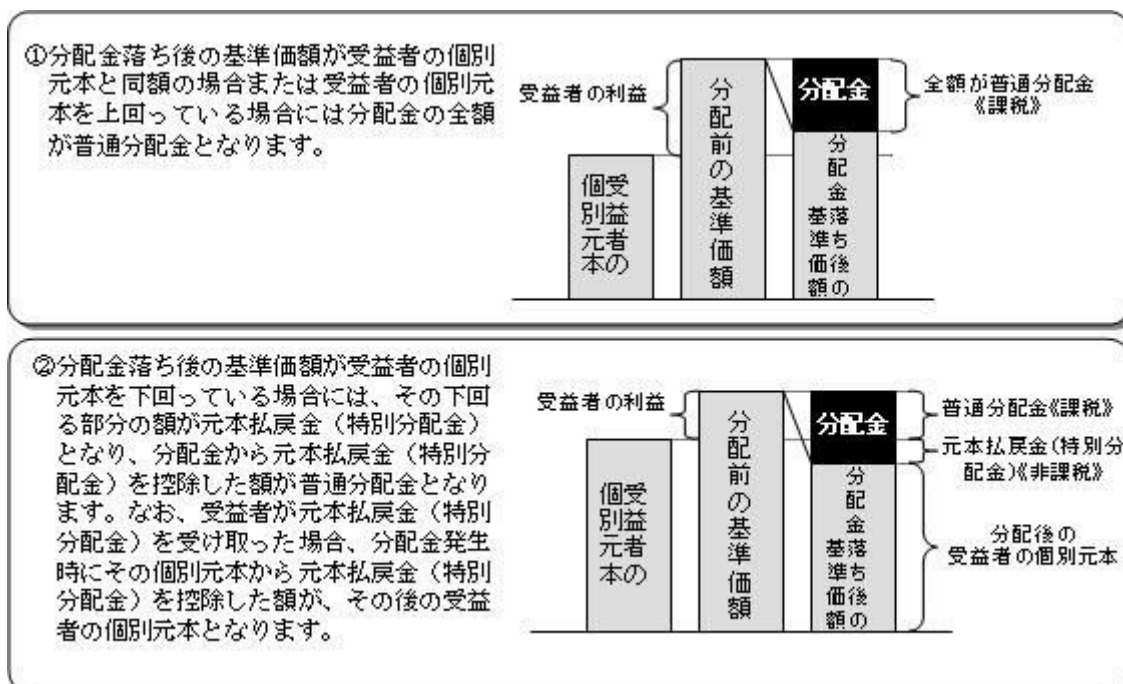 ①分配金落ち後の基準価額が受益者の個別
元本と同額の場合または受益者の個別元
本を上回っている場合には分配金の全額
が普通分配金となります。
受益者の利益
受益者の
個別元本
分配前の基準価額
分配金
分配金落ち後の
基準価額
全額が普通分配金
《課税》
②分配金落ち後の基準価額が受益者の個別
元本を下回っている場合には、その下回
る部分の額が元本払戻金（特別分配金）
となり、分配金から元本払戻金（特別分
配金）を控除した額が普通分配金となり
ます。なお、受益者が元本払戻金（特別
分配金）を受け取った場合、分配金発生
時にその個別元本から元本払戻金（特別
分配金）を控除した額が、その後の受益
者の個別元本となります。
受益者の利益
受益者の
個別元本
分配前の基準価額
分配金
分配金落ち後の
基準価額
普通分配金《課税》
元本払戻金(特別分
配金)《非課税》
分配後の
受益者の個別元本